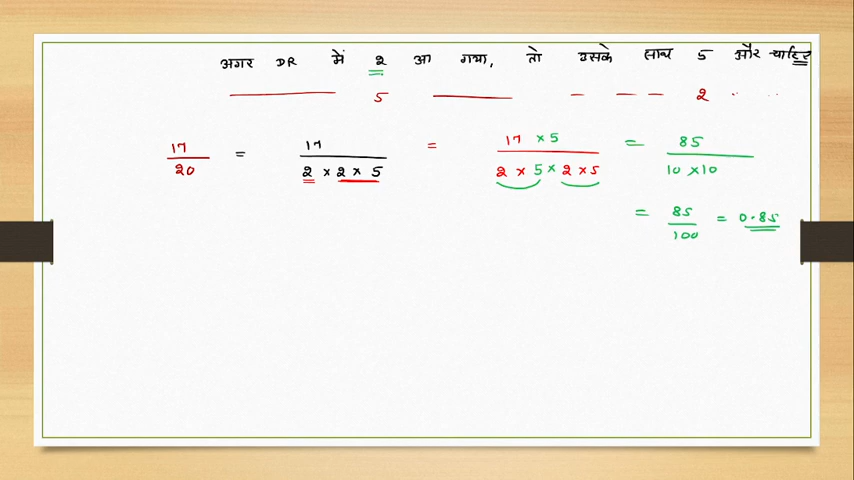 अगर DR में 2 आ गया, तो उसके साथ 5 और चाहिए
——— 5 ——— — — — 2 . . .
17/20 = 17/(2 × 2 × 5) = (17 × 5)/(2 × 5 × 2 × 5) = 85/(10 × 10)
= 85/100 = 0.85